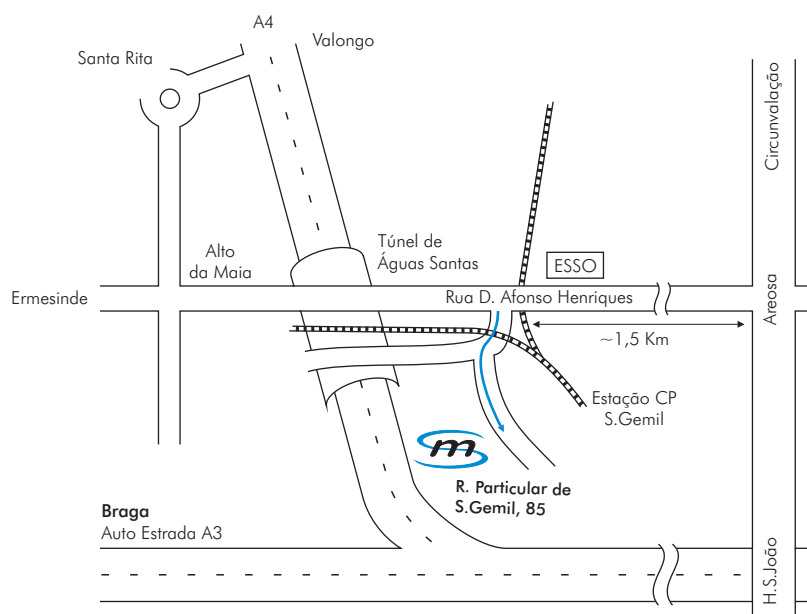 A4
Valongo
Santa Rita
Circunvalação
Túnel de
Águas Santas
Alto
da Maia
ESSO
Ermesinde
Rua D. Afonso Henriques
Areosa
~1,5 Km
Estação CP
S.Gemil
m
R. Particular de
S.Gemil, 85
Braga
Auto Estrada A3
H.S.João